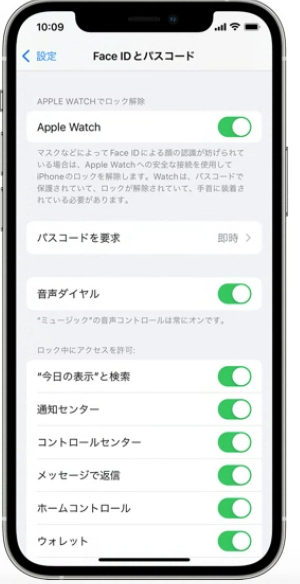 10:09
設定
Face IDとパスコード
APPLE WATCHでロック解除
Apple Watch
マスクなどによってFace IDによる顔の認識が妨げられて
いる場合は、Apple Watchへの安全な接続を使用して
iPhoneのロックを解除します。Watchは、パスコードで
保護されていて、ロックが解除されていて、手首に装着さ
れている必要があります。
パスコードを要求 即時
音声ダイヤル
“ミュージック”の音声コントロールは常にオンです。
ロック中にアクセスを許可:
“今日の表示”と検索
通知センター
コントロールセンター
メッセージで返信
ホームコントロール
ウォレット